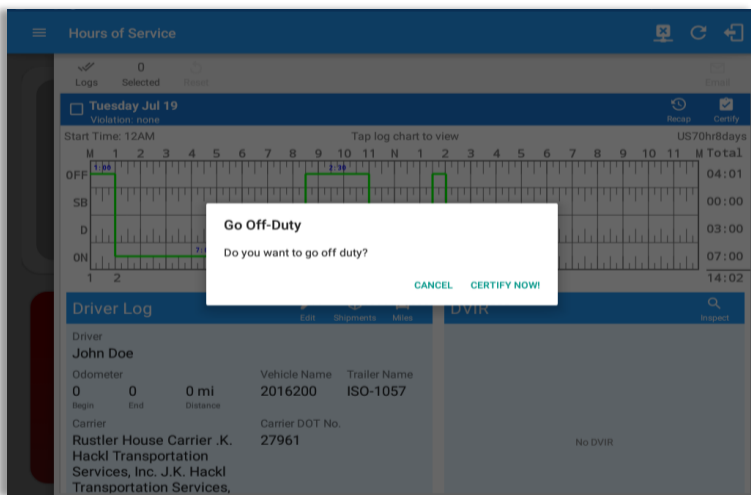 Hours of Service
Logs
0
Selected
Reset
Email
Tuesday Jul 19
Violation: none
Recap
Certify
Start Time: 12AM
Tap log chart to view
US70hr8days
M 1 2 3 4 5 6 7 8 9 10 11 N 1 2 3 4 5 6 7 8 9 10 11 M Total
OFF 1:00 2:30 04:01
SB 00:00
D 03:00
ON 07:00
1 2 14:02
Go Off-Duty
Do you want to go off duty?
CANCEL CERTIFY NOW!
Driver Log
Edit Shipments Miles
DVIR
Inspect
Driver
John Doe
Odometer
0 0 0 mi
Begin End Distance
Vehicle Name Trailer Name
2016200 ISO-1057
Carrier
Rustler House Carrier .K.
Hackl Transportation
Services, Inc. J.K. Hackl
Transportation Services,
Carrier DOT No.
27961
No DVIR